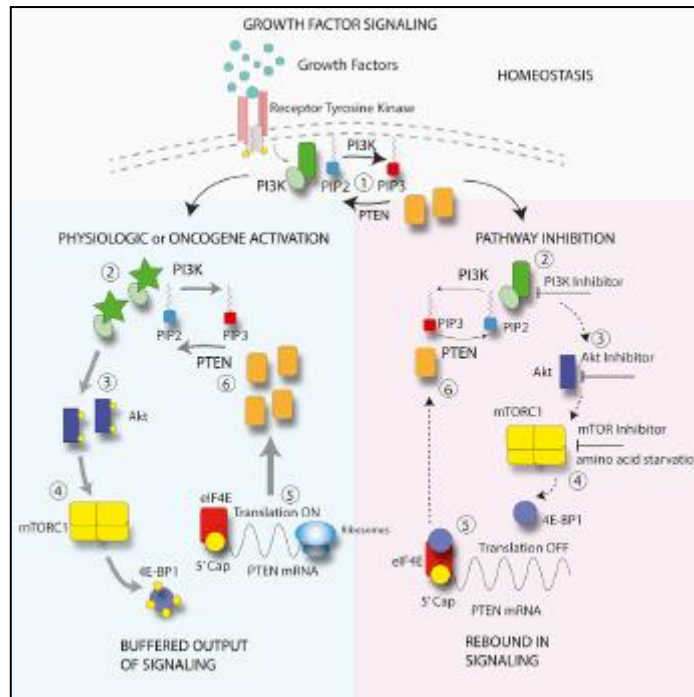 GROWTH FACTOR SIGNALING
Growth Factors
HOMEOSTASIS
Receptor Tyrosine Kinase
PI3K
PI3K
PIP2
①
PIP3
PTEN
PHYSIOLOGIC or ONCOGENE ACTIVATION
②
PI3K
PIP2
PIP3
PTEN
⑥
③
Akt
④
mTORC1
4E-BP1
eIF4E
⑤
Translation ON
Ribosomes
5' Cap
PTEN mRNA
BUFFERED OUTPUT
OF SIGNALING
PATHWAY INHIBITION
②
PI3K
PI3K Inhibitor
PIP3
PIP2
PTEN
⑥
③
Akt Inhibitor
Akt
mTORC1
mTOR Inhibitor
amino acid starvation
④
4E-BP1
⑤
Translation OFF
eIF4E
5' Cap
PTEN mRNA
REBOUND IN
SIGNALING